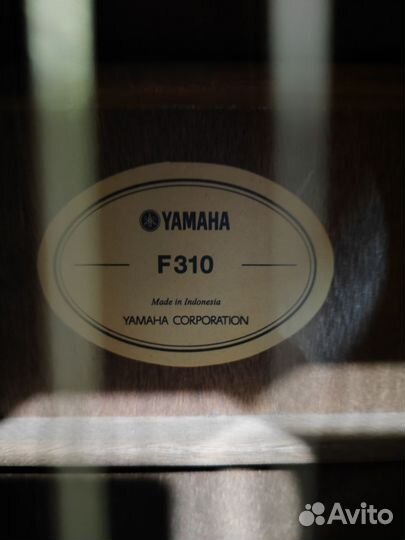 YAMAHA
F310
Made in Indonesia
YAMAHA CORPORATION
Avito